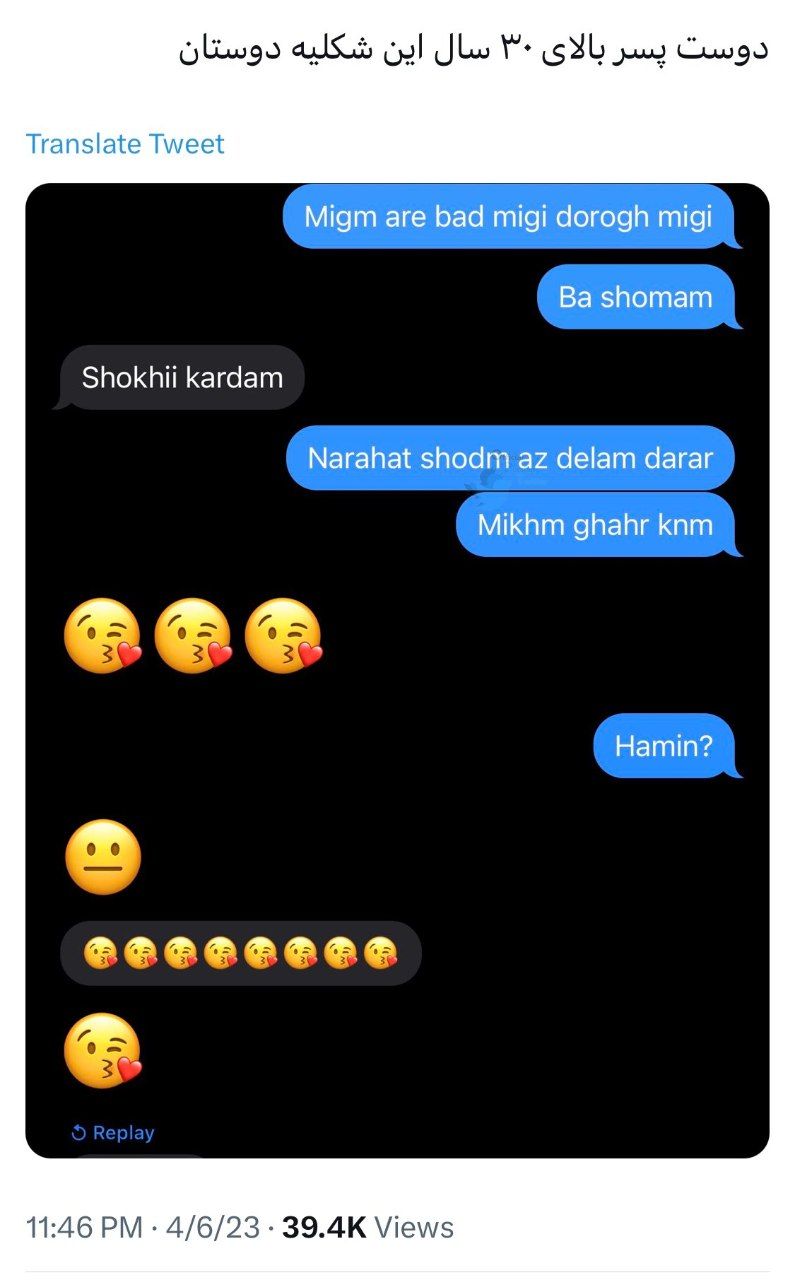 دوست پسر بالای ۳۰ سال این شکلیه دوستان
Translate Tweet
Migm are bad migi dorogh migi
Ba shomam
Shokhii kardam
Narahat shodm az delam darar
Mikhm ghahr knm
😘😘😘
Hamin?
😐
😘😘😘😘😘😘😘😘
😘
Replay
11:46 PM · 4/6/23 · 39.4K Views